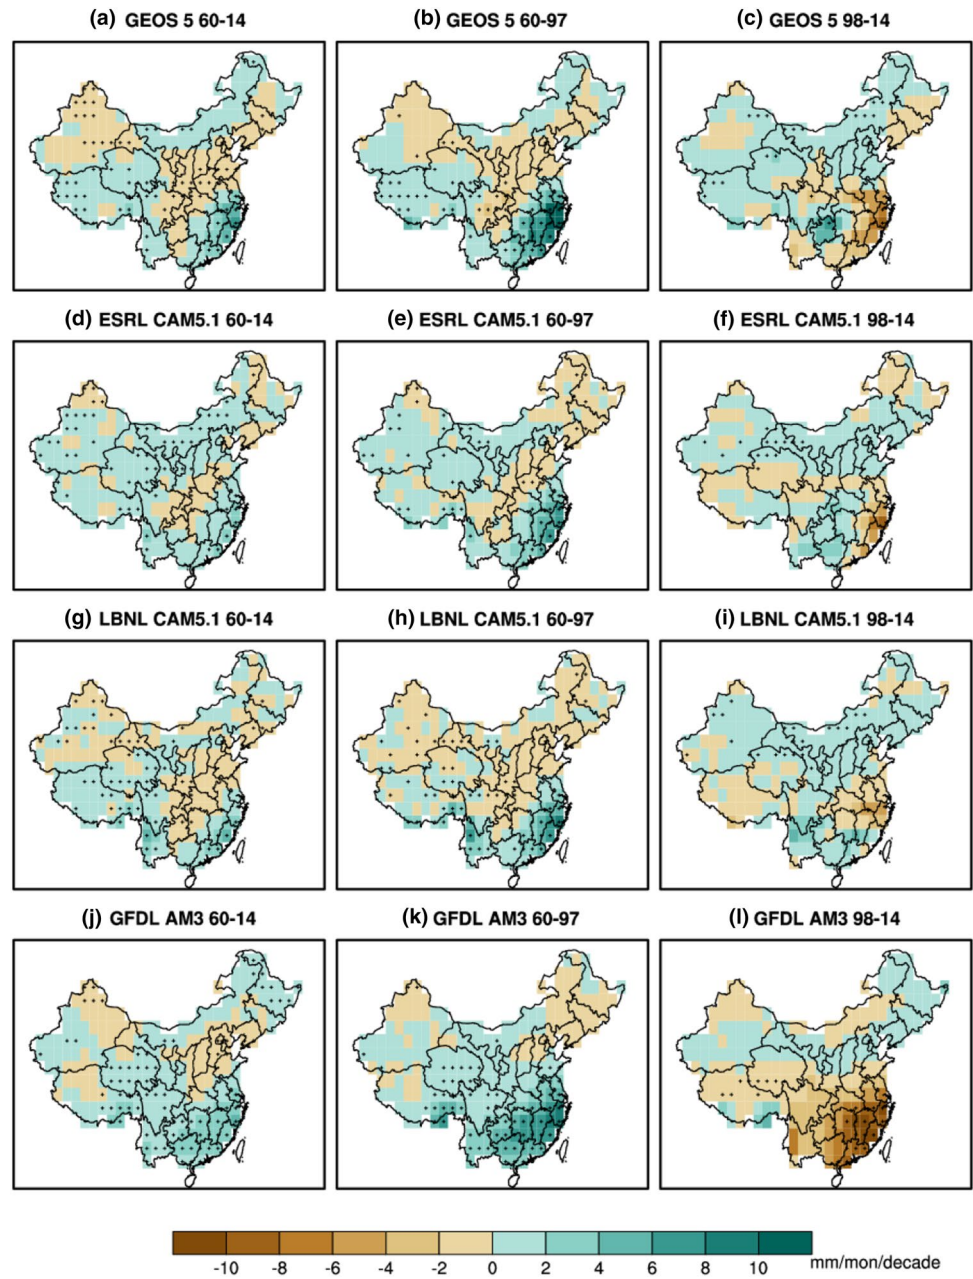 (a) GEOS 5 60-14 (b) GEOS 5 60-97 (c) GEOS 5 98-14
(d) ESRL CAM5.1 60-14 (e) ESRL CAM5.1 60-97 (f) ESRL CAM5.1 98-14
(g) LBNL CAM5.1 60-14 (h) LBNL CAM5.1 60-97 (i) LBNL CAM5.1 98-14
(j) GFDL AM3 60-14 (k) GFDL AM3 60-97 (l) GFDL AM3 98-14
-10 -8 -6 -4 -2 0 2 4 6 8 10 mm/mon/decade